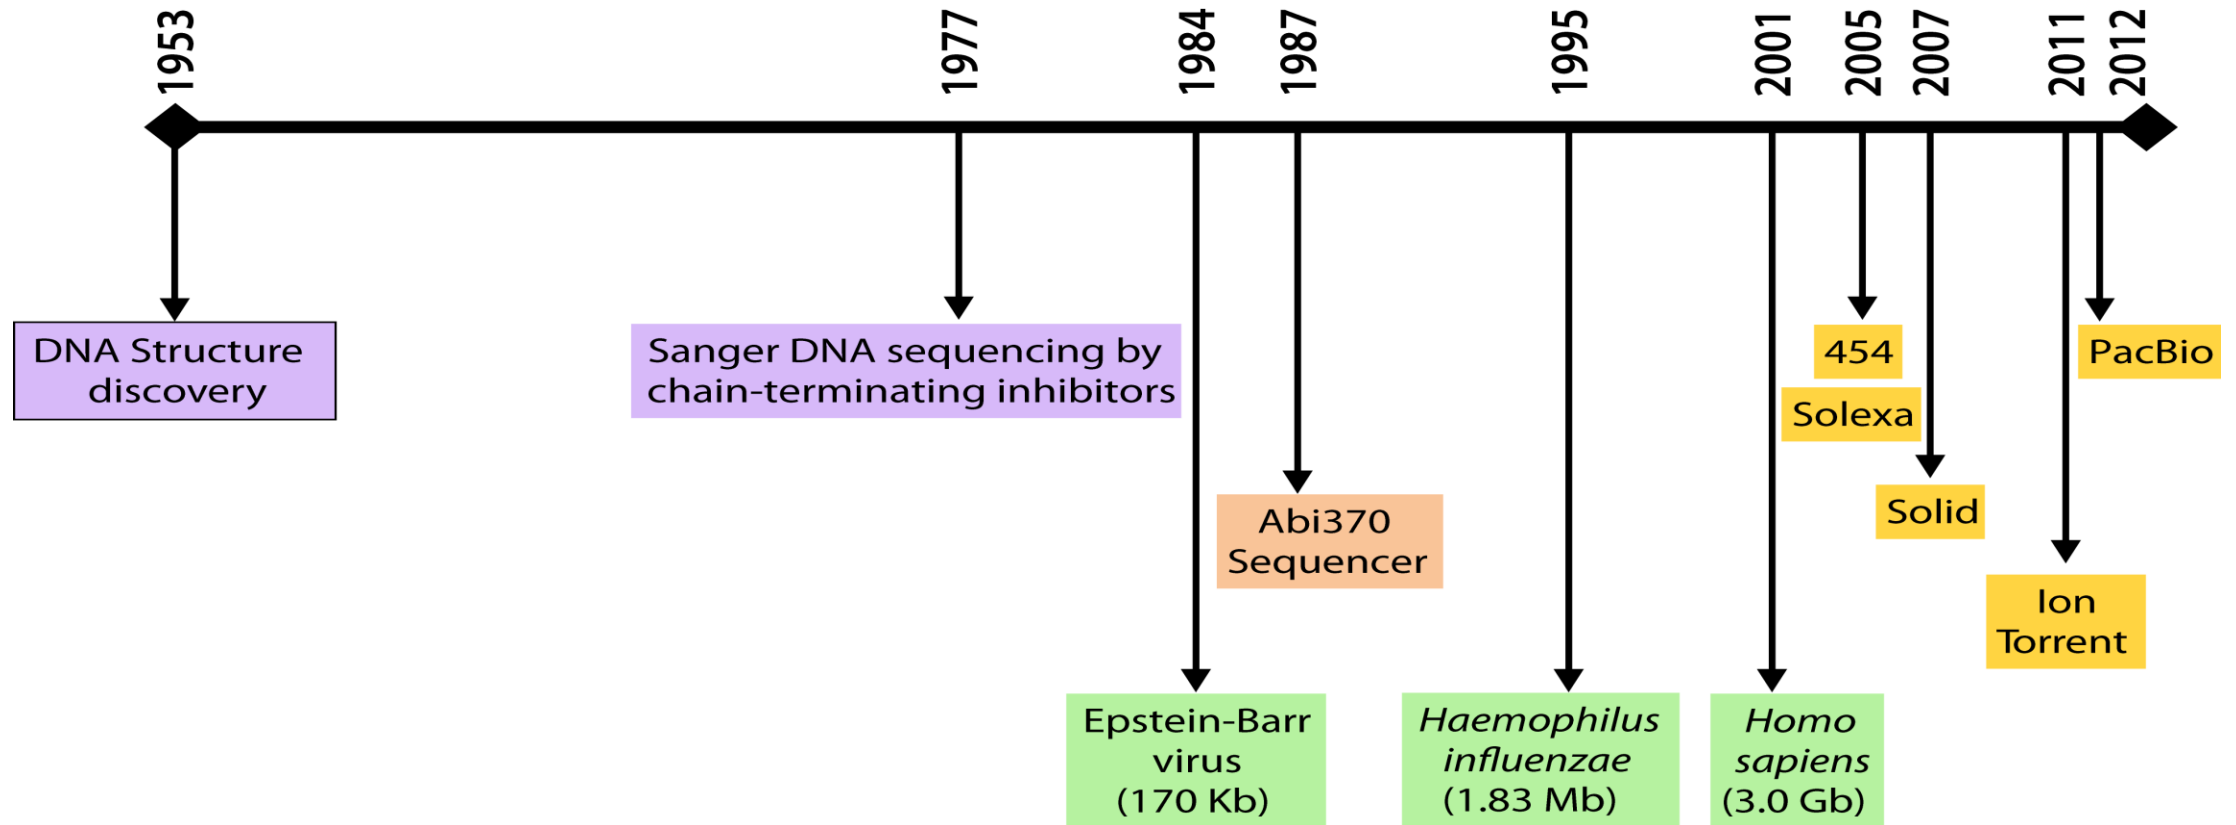 1953
1977
1984
1987
1995
2001
2005
2007
2011
2012
DNA Structure
discovery
Sanger DNA sequencing by
chain-terminating inhibitors
454
PacBio
Solexa
Solid
Abi370
Sequencer
Ion
Torrent
Epstein-Barr
virus
(170 Kb)
Haemophilus
influenzae
(1.83 Mb)
Homo
sapiens
(3.0 Gb)